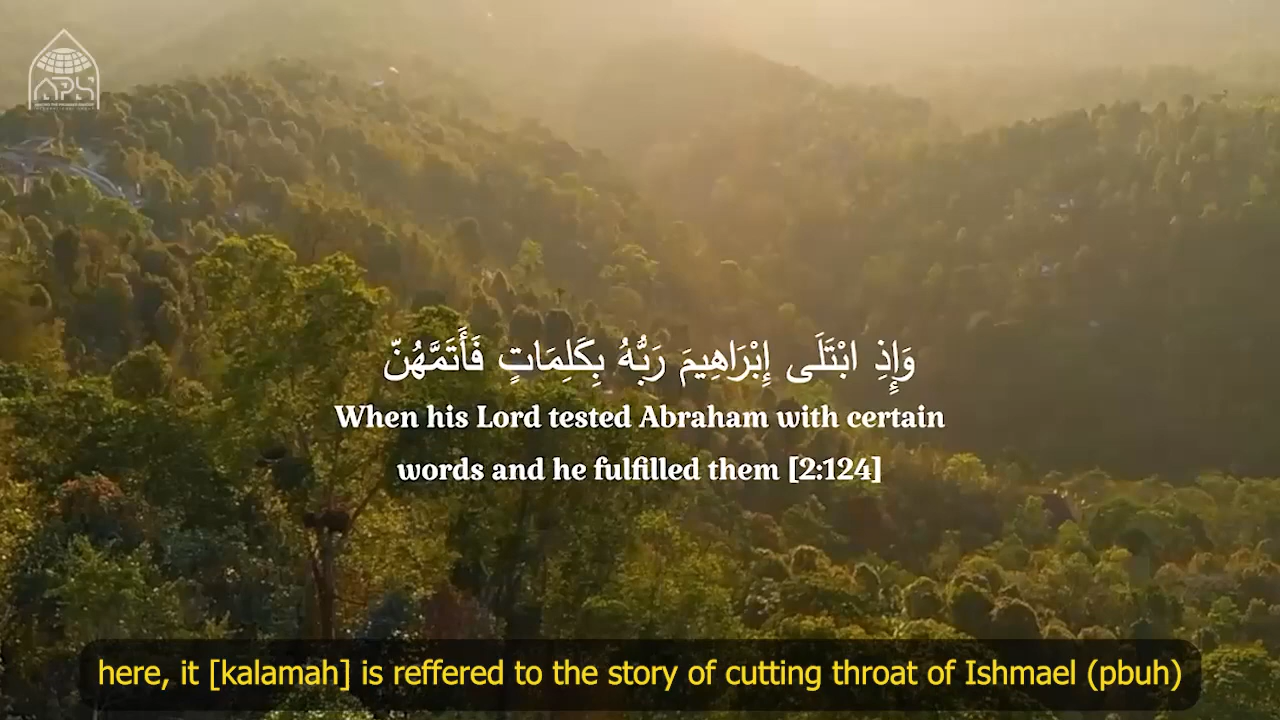 APS
وَإِذِ ابْتَلَى إِبْرَاهِيمَ رَبُّهُ بِكَلِمَاتٍ فَأَتَمَّهُنّ
When his Lord tested Abraham with certain
words and he fulfilled them [2:124]
here, it [kalamah] is reffered to the story of cutting throat of Ishmael (pbuh)